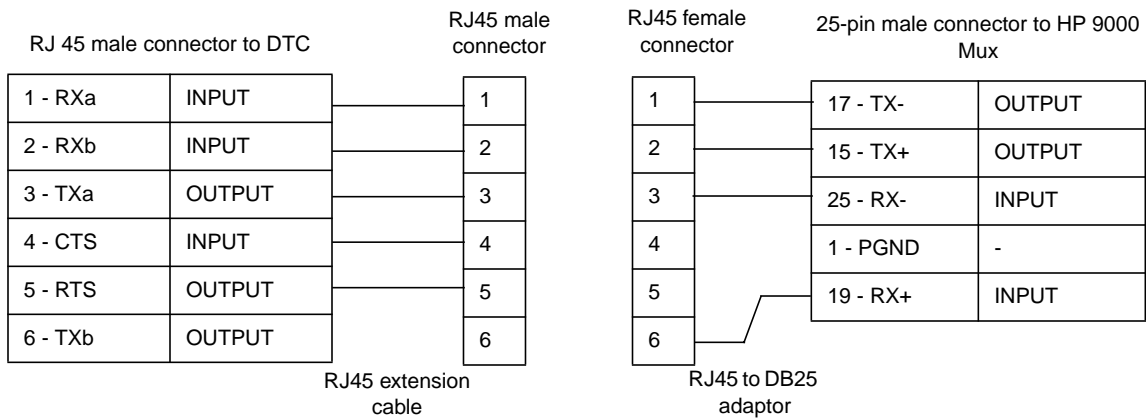 RJ 45 male connector to DTC
RJ45 male
connector
RJ45 female
connector
25-pin male connector to HP 9000
Mux
1 - RXa INPUT
2 - RXb INPUT
3 - TXa OUTPUT
4 - CTS INPUT
5 - RTS OUTPUT
6 - TXb OUTPUT
1
2
3
4
5
6
1
2
3
4
5
6
17 - TX- OUTPUT
15 - TX+ OUTPUT
25 - RX- INPUT
1 - PGND -
19 - RX+ INPUT
RJ45 extension
cable
RJ45 to DB25
adaptor